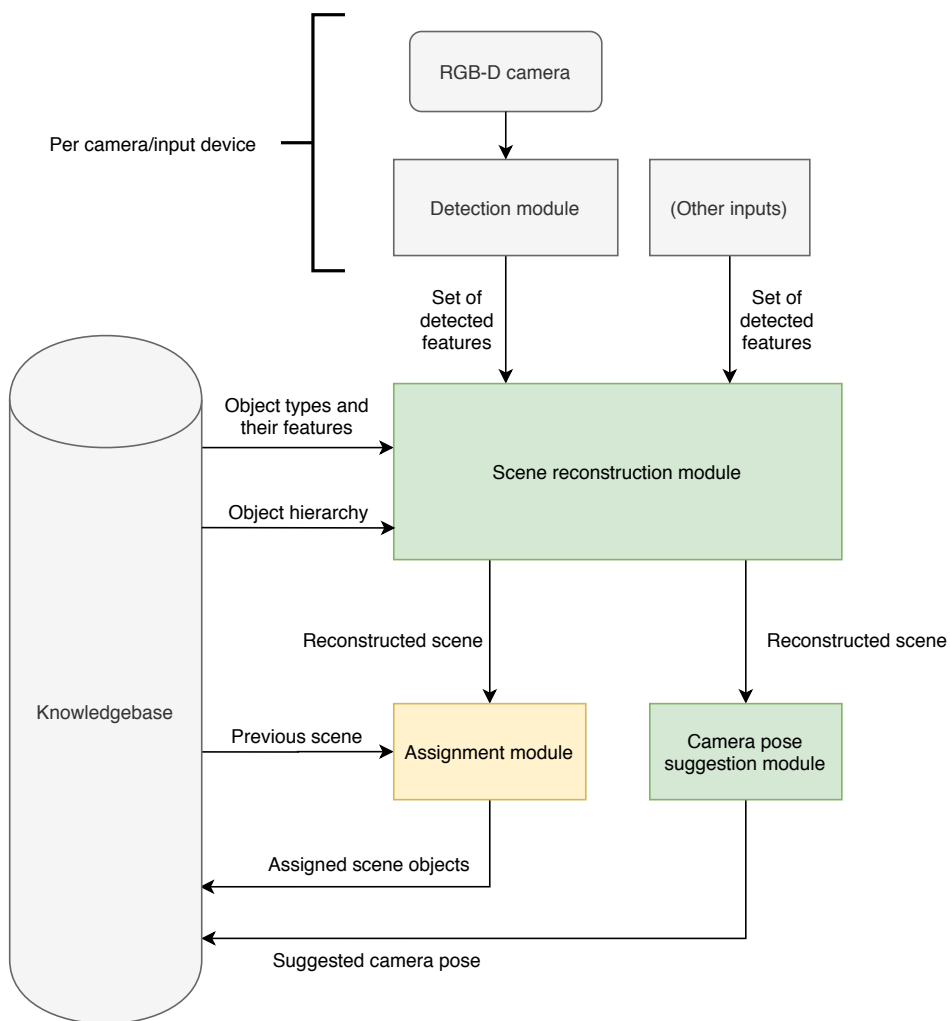 RGB-D camera
Per camera/input device
Detection module
(Other inputs)
Set of
detected
features
Set of
detected
features
Object types and
their features
Scene reconstruction module
Object hierarchy
Reconstructed scene
Reconstructed scene
Knowledgebase
Previous scene
Assignment module
Camera pose
suggestion module
Assigned scene objects
Suggested camera pose